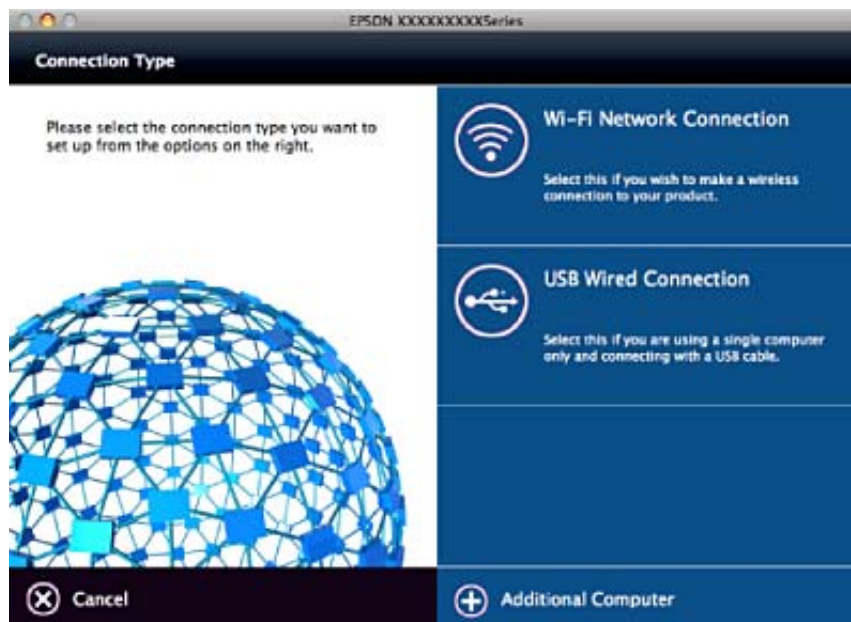 EPSON XXXXXXXXXSeries
Connection Type
Please select the connection type you want to
set up from the options on the right.
Wi-Fi Network Connection
Select this if you wish to make a wireless
connection to your product.
USB Wired Connection
Select this if you are using a single computer
only and connecting with a USB cable.
Cancel
Additional Computer